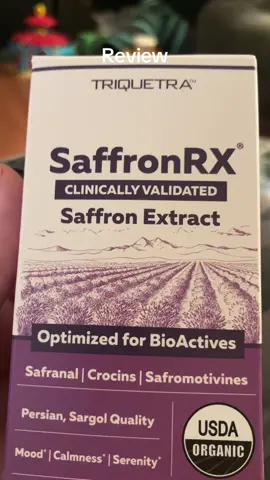 Review
TRIQUETRA™
SaffronRX®
CLINICALLY VALIDATED
Saffron Extract
Optimized for BioActives
Safranal | Crocins | Safromotivines
Persian, Sargol Quality
Mood* | Calmness* | Serenity*
USDA
ORGANIC